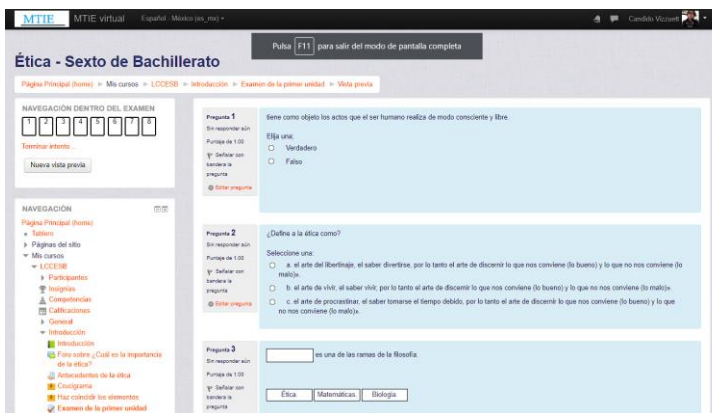 MTIE MTIE virtual Español - México (es_mx) Candido Vizzueti
Pulsa F11 para salir del modo de pantalla completa
Ética - Sexto de Bachillerato
Página Principal (home) Mis cursos LCCESB Introducción Examen de la primer unidad Vista previa
NAVEGACIÓN DENTRO DEL EXAMEN
1 2 3 4 5 6 7 8
Terminar intento...
Nueva vista previa
NAVEGACIÓN
Página Principal (home)
Tablero
Páginas del sitio
Mis cursos
LCCESB
Participantes
Insignias
Competencias
Calificaciones
General
Introducción
Introducción
Foro sobre ¿Cuál es la importancia
de la ética?
Antecedentes de la ética
Crucigrama
Haz coincidir los elementos
Examen de la primer unidad
Pregunta 1
Sin responder aún
Puntaje de 1.00
Señalar con
bandera la
pregunta
Editar pregunta
tiene como objeto los actos que el ser humano realiza de modo consciente y libre.
Elija una:
Verdadero
Falso
Pregunta 2
Sin responder aún
Puntaje de 1.00
Señalar con
bandera la
pregunta
Editar pregunta
¿Define a la ética como?
Seleccione una:
a. el arte del libertinaje, el saber divertirse, por lo tanto el arte de discernir lo que nos conviene (lo bueno) y lo que no nos conviene (lo
malo)».
b. el arte de vivir, el saber vivir, por lo tanto el arte de discernir lo que nos conviene (lo bueno) y lo que no nos conviene (lo malo)».
c. el arte de procrastinar, el saber tomarse el tiempo debido, por lo tanto el arte de discernir lo que nos conviene (lo bueno) y lo que
no nos conviene (lo malo)».
Pregunta 3
Sin responder aún
Puntaje de 1.00
Señalar con
bandera la
pregunta
es una de las ramas de la filosofía.
Ética Matemáticas Biología